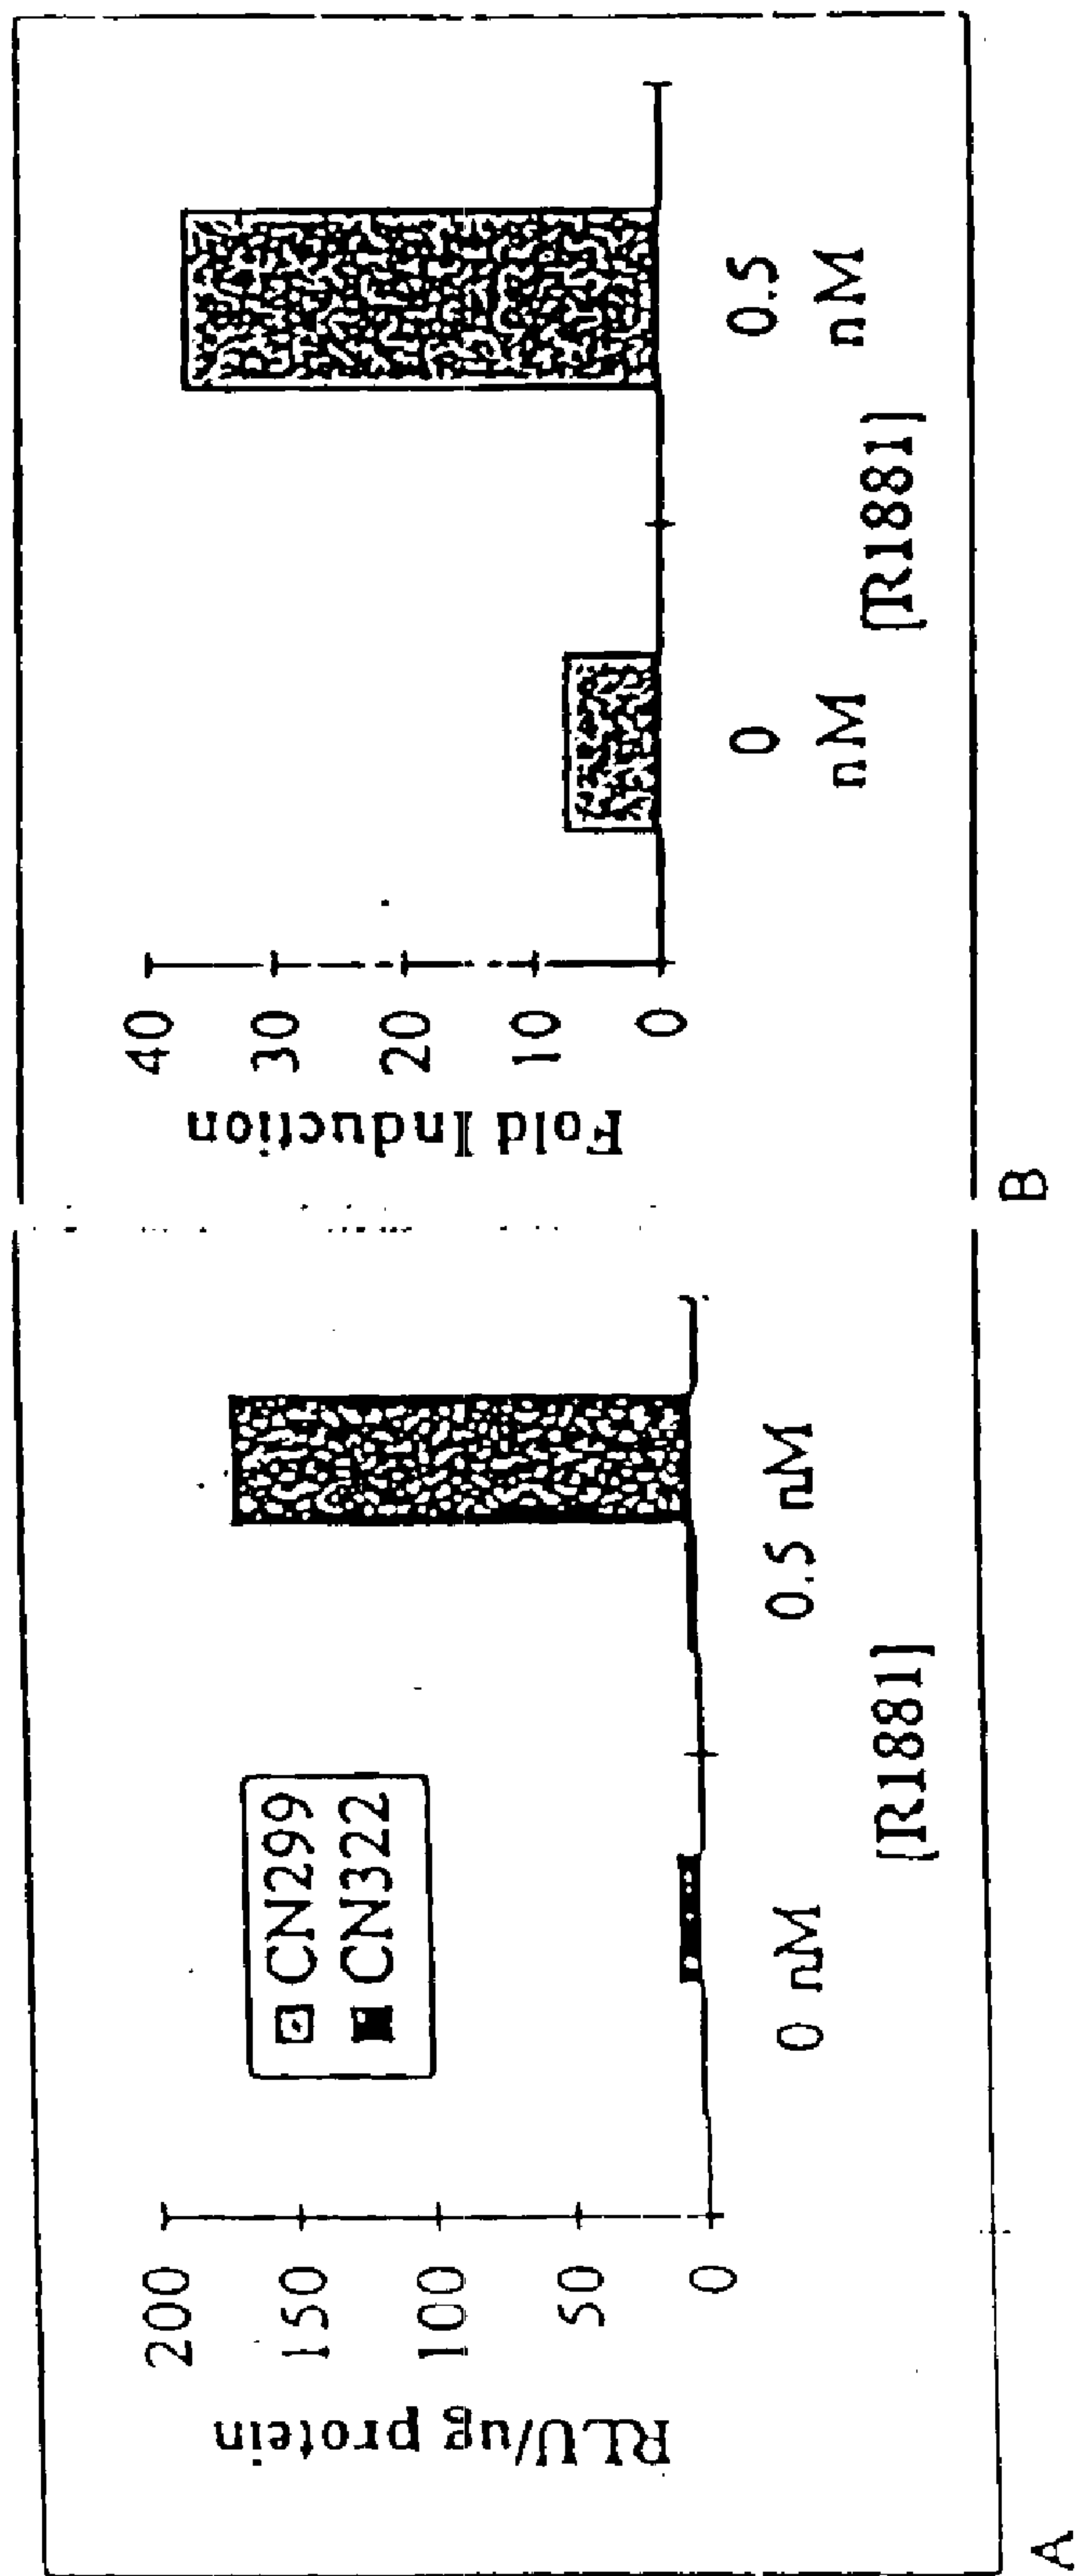 RLU/ug protein
200
150
100
50
0
CN299
CN322
0 nM
0.5 nM
[R1881]
A
Fold Induction
40
30
20
10
0
0
nM
0.5
nM
[R1881]
B